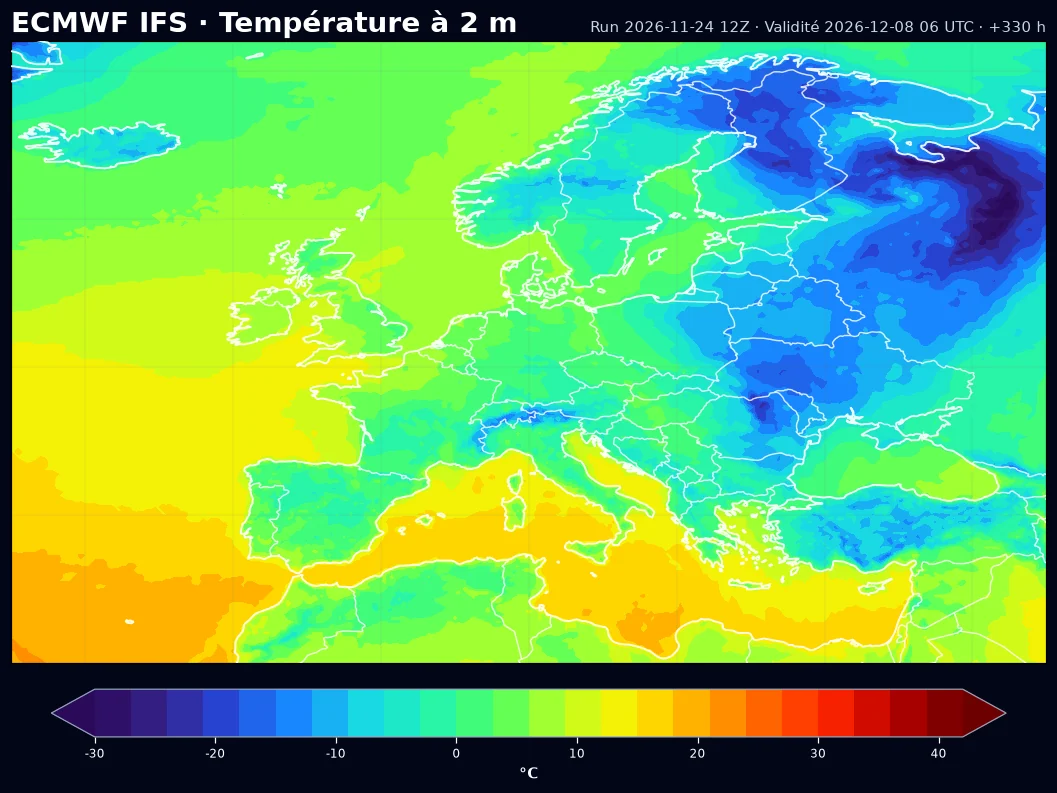 ECMWF IFS · Température à 2 m
Run 2026-11-24 12Z · Validité 2026-12-08 06 UTC · +330 h
-30 -20 -10 0 10 20 30 40
°C